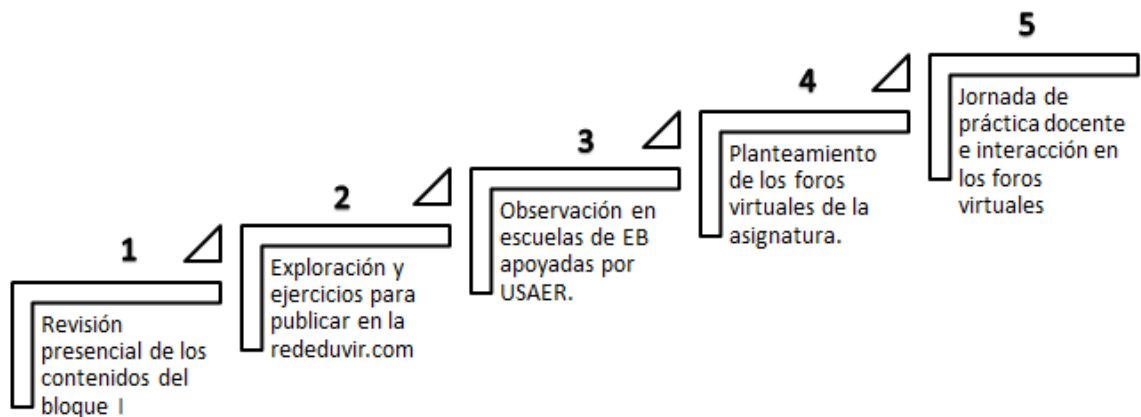 1
Revisión
presencial de los
contenidos del
bloque I
2
Exploración y
ejercicios para
publicar en la
rededuvir.com
3
Observación en
escuelas de EB
apoyadas por
USAER.
4
Planteamiento
de los foros
virtuales de la
asignatura.
5
Jornada de
práctica docente
e interacción en
los foros
virtuales